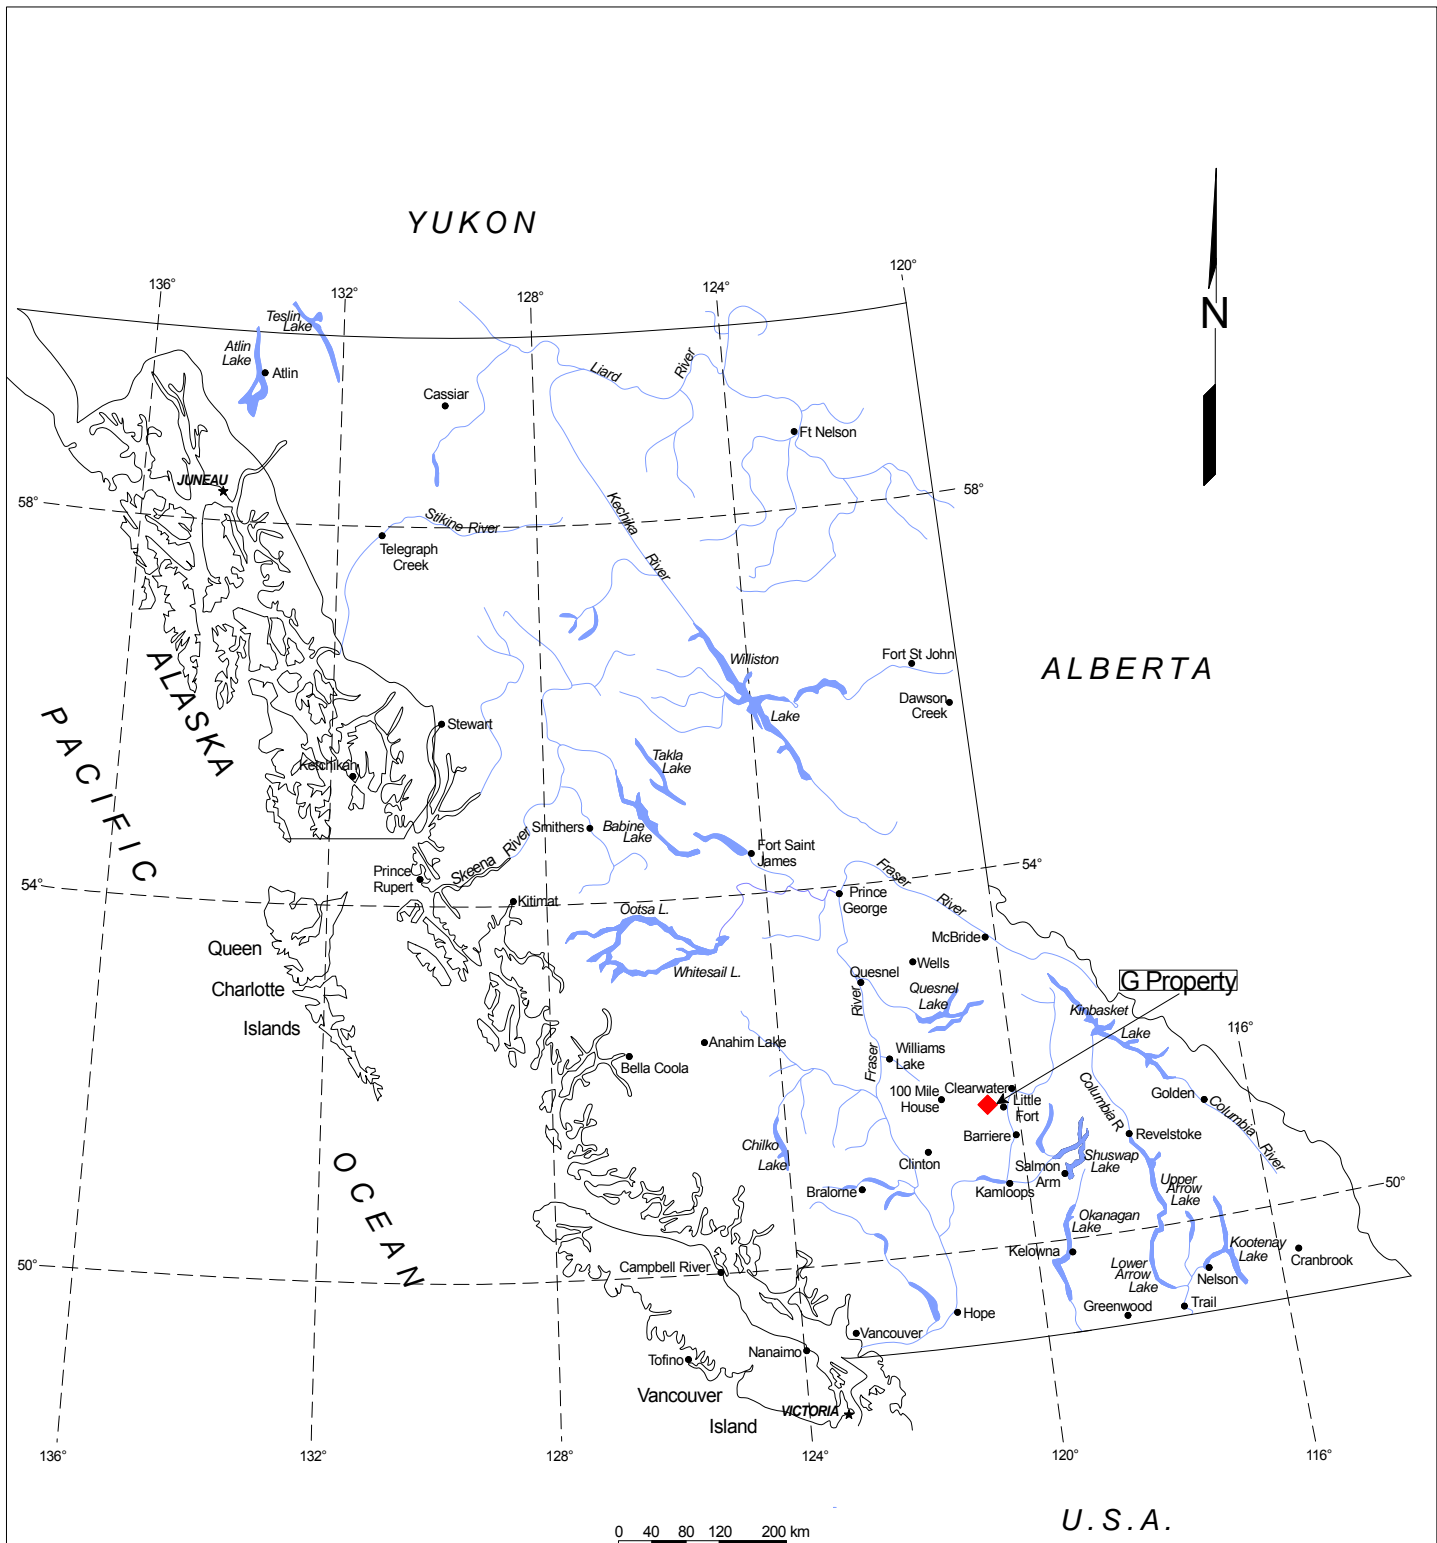 YUKON
136°
132°
128°
124°
120°
Teslin
Lake
Atlin
Lake
Atlin
Cassiar
Liard
River
Ft Nelson
N
JUNEAU
58°
58°
Stikine River
Telegraph
Creek
Kechika
River
ALASKA
Williston
Lake
Fort St John
Dawson
Creek
ALBERTA
PACIFIC
Stewart
Ketchikan
Takla
Lake
Smithers
Babine
Lake
Fort Saint
James
Skeena River
Prince
Rupert
54°
54°
Kitimat
Ootsa L.
Whitesail L.
Fraser
River
Prince
George
McBride
Queen
Charlotte
Islands
Wells
Quesnel
Quesnel
Lake
G Property
Kinbasket
Lake
116°
River
Fraser
Anahim Lake
Bella Coola
Williams
Lake
100 Mile
House
Clearwater
Little
Fort
Barriere
Columbia R
Golden
Columbia
River
Revelstoke
Chilko
Lake
Clinton
Salmon
Arm
Shuswap
Lake
Bralorne
Kamloops
Upper
Arrow
Lake
50°
OCEAN
Okanagan
Lake
Kelowna
Kootenay
Lake
Cranbrook
50°
Campbell River
Lower
Arrow
Lake
Nelson
Greenwood
Trail
Hope
Vancouver
Nanaimo
Tofino
Vancouver
Island
VICTORIA
136°
132°
128°
124°
120°
116°
U.S.A.
0 40 80 120 200 km